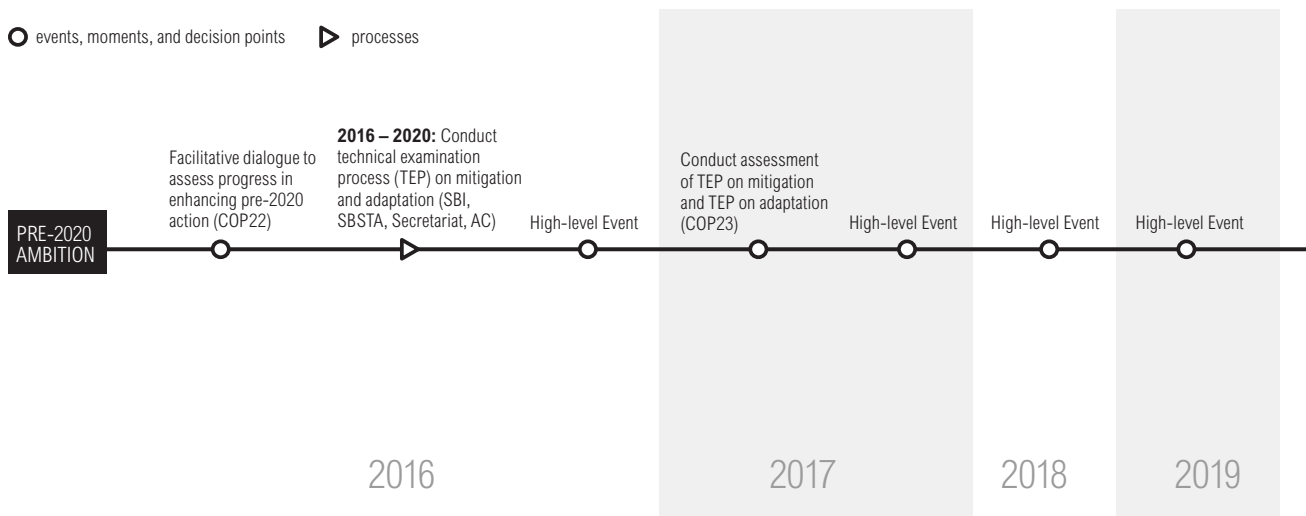 events, moments, and decision points
processes
Facilitative dialogue to
assess progress in
enhancing pre-2020
action (COP22)
2016 – 2020: Conduct
technical examination
process (TEP) on mitigation
and adaptation (SBI,
SBSTA, Secretariat, AC)
High-level Event
Conduct assessment
of TEP on mitigation
and TEP on adaptation
(COP23)
High-level Event
High-level Event
High-level Event
PRE-2020
AMBITION
2016
2017
2018
2019